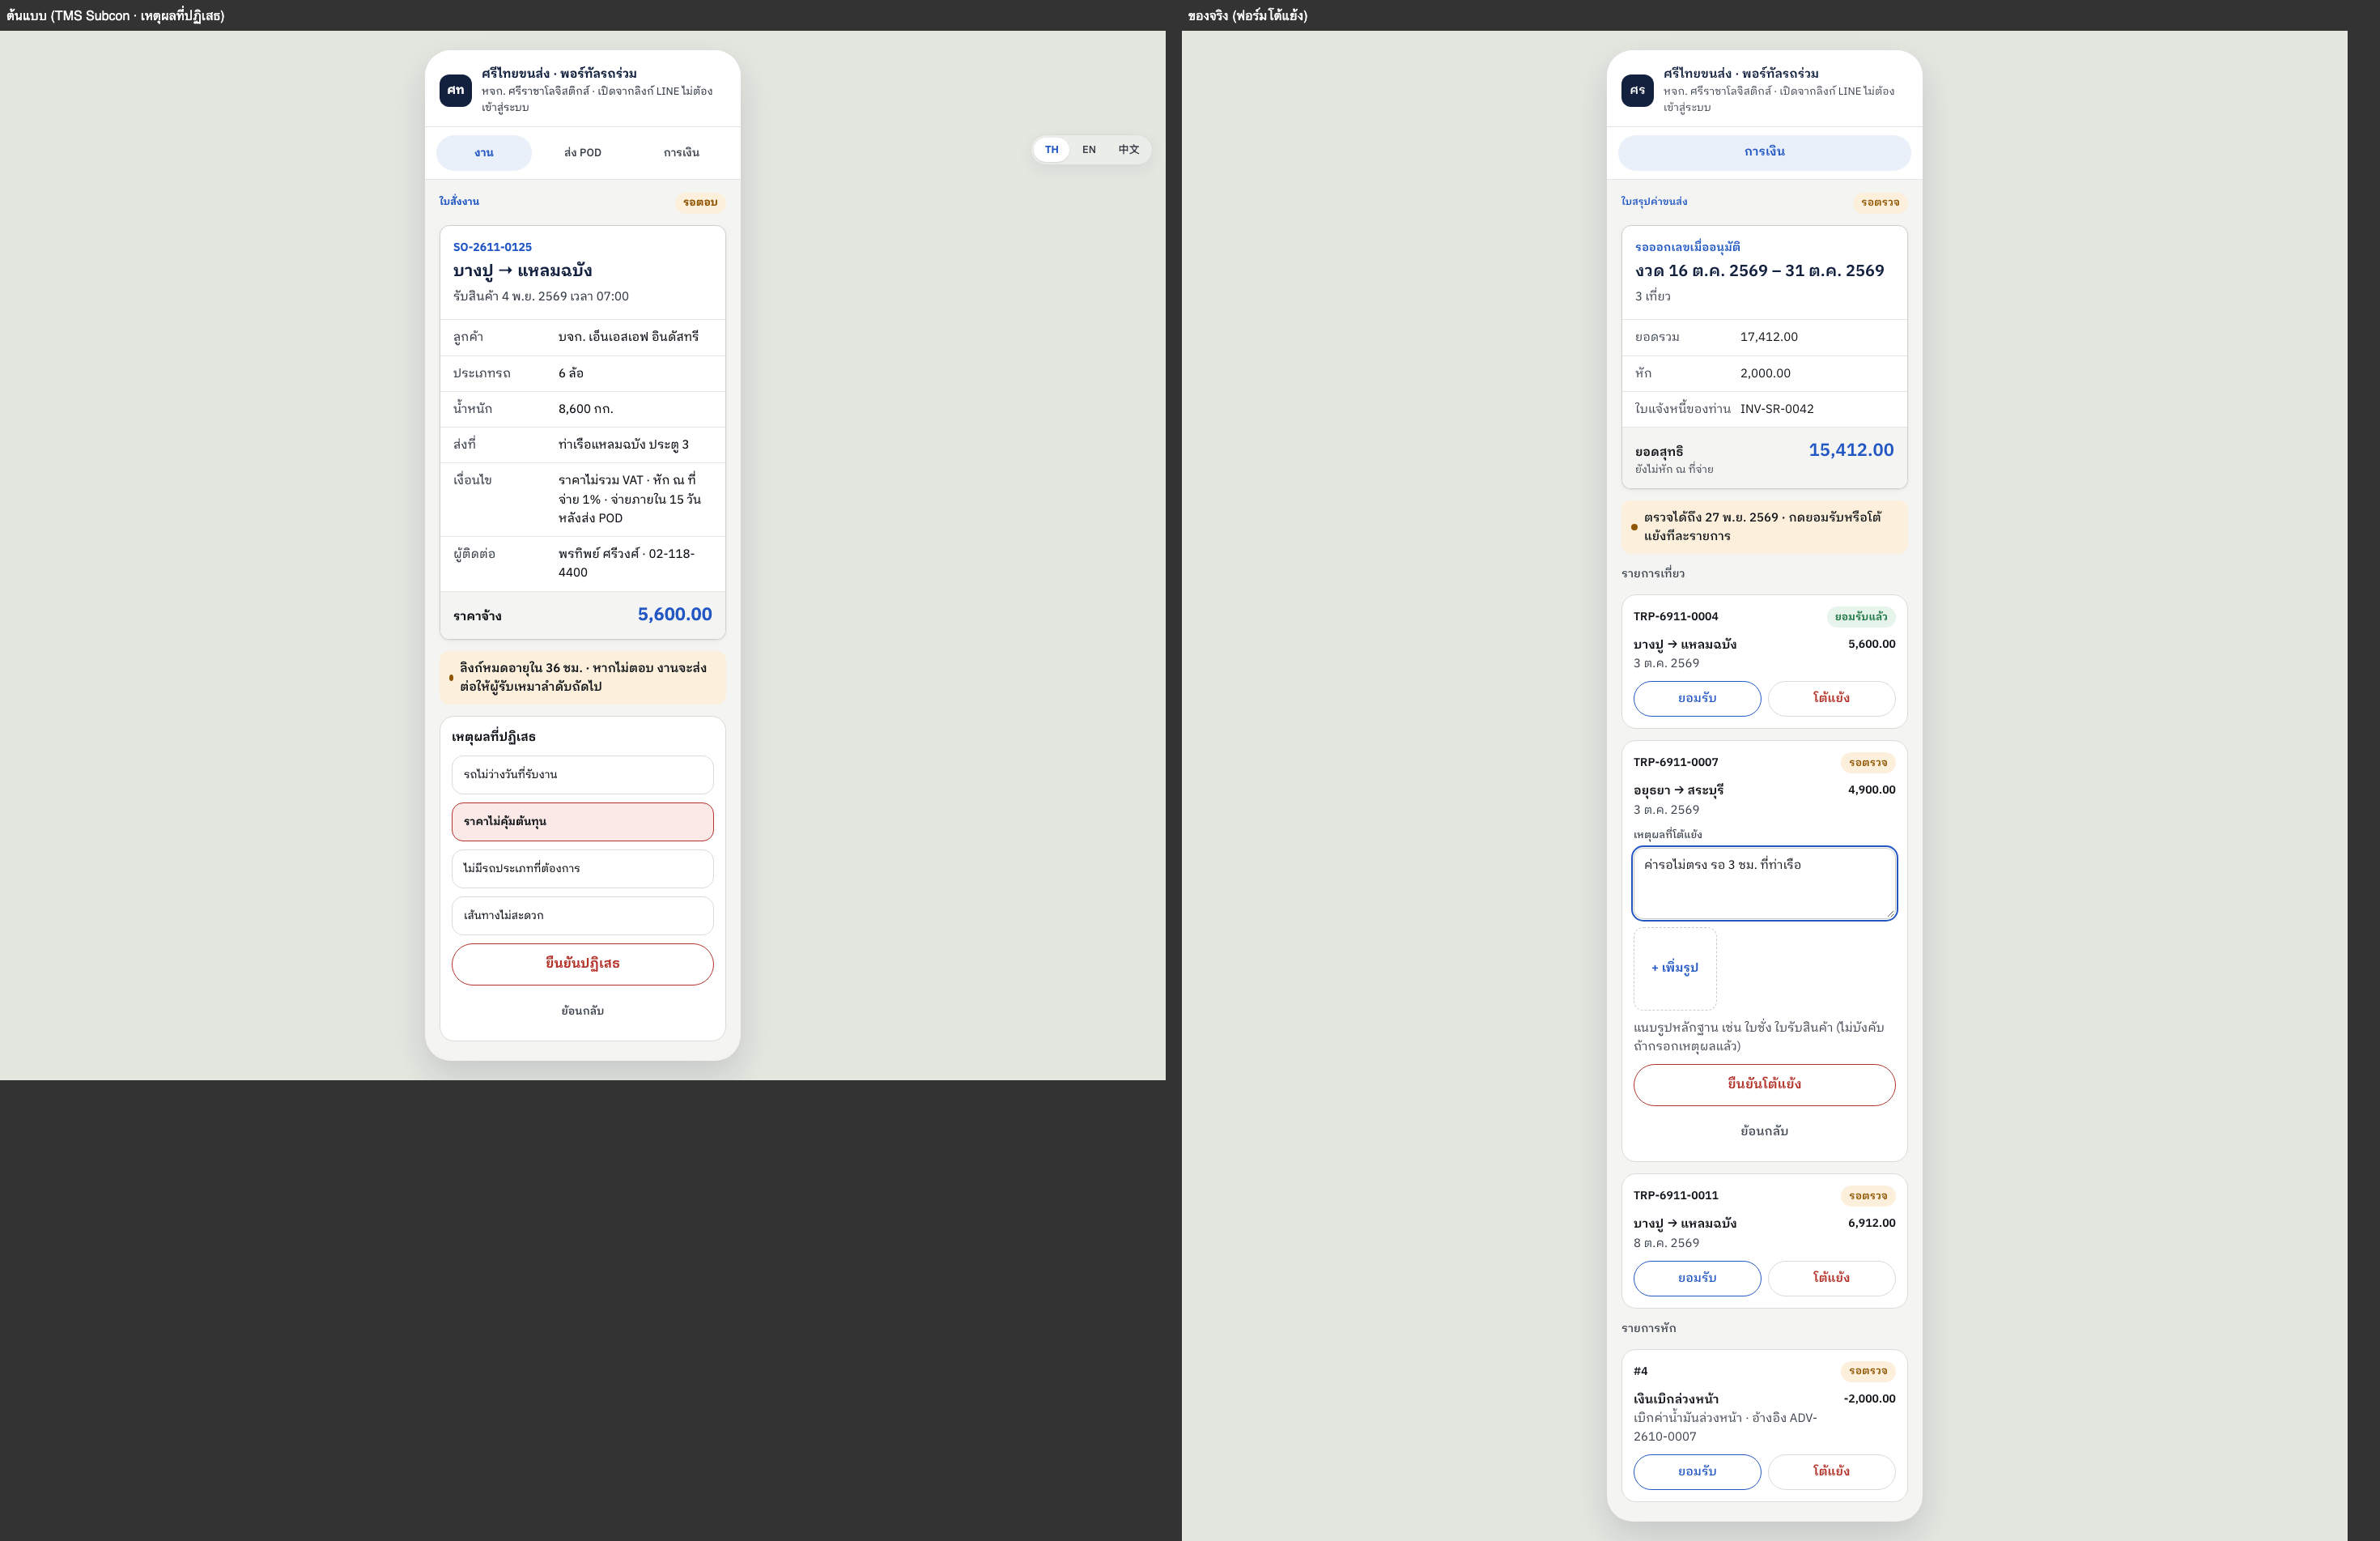 ต้นแบบ (TMS Subcon · เหตุผลที่ปฏิเสธ)
ศท
ศรีไทยขนส่ง · พอร์ทัลรถร่วม
หจก. ศรีราชาโลจิสติกส์ · เปิดจากลิงก์ LINE ไม่ต้อง
เข้าสู่ระบบ
งาน
ส่ง POD
การเงิน
TH
EN
中文
ใบสั่งงาน
รอตอบ
SO-2611-0125
บางปู → แหลมฉบัง
รับสินค้า 4 พ.ย. 2569 เวลา 07:00
ลูกค้า
บจก. เอ็นเอสเอฟ อินดัสทรี
ประเภทรถ
6 ล้อ
น้ำหนัก
8,600 กก.
ส่งที่
ท่าเรือแหลมฉบัง ประตู 3
เงื่อนไข
ราคาไม่รวม VAT · หัก ณ ที่
จ่าย 1% · จ่ายภายใน 15 วัน
หลังส่ง POD
ผู้ติดต่อ
พรทิพย์ ศรีวงศ์ · 02-118-
4400
ราคาจ้าง
5,600.00
ลิงก์หมดอายุใน 36 ชม. · หากไม่ตอบ งานจะส่ง
ต่อให้ผู้รับเหมาลำดับถัดไป
เหตุผลที่ปฏิเสธ
รถไม่ว่างวันที่รับงาน
ราคาไม่คุ้มต้นทุน
ไม่มีรถประเภทที่ต้องการ
เส้นทางไม่สะดวก
ยืนยันปฏิเสธ
ย้อนกลับ
ของจริง (ฟอร์มโต้แย้ง)
ศร
ศรีไทยขนส่ง · พอร์ทัลรถร่วม
หจก. ศรีราชาโลจิสติกส์ · เปิดจากลิงก์ LINE ไม่ต้อง
เข้าสู่ระบบ
การเงิน
ใบสรุปค่าขนส่ง
รอตรวจ
รอออกเลขเมื่ออนุมัติ
งวด 16 ต.ค. 2569 – 31 ต.ค. 2569
3 เที่ยว
ยอดรวม
17,412.00
หัก
2,000.00
ใบแจ้งหนี้ของท่าน
INV-SR-0042
ยอดสุทธิ
15,412.00
ยังไม่หัก ณ ที่จ่าย
ตรวจได้ถึง 27 พ.ย. 2569 · กดยอมรับหรือโต้
แย้งทีละรายการ
รายการเที่ยว
TRP-6911-0004
ยอมรับแล้ว
บางปู → แหลมฉบัง
5,600.00
3 ต.ค. 2569
ยอมรับ
โต้แย้ง
TRP-6911-0007
รอตรวจ
อยุธยา → สระบุรี
4,900.00
3 ต.ค. 2569
เหตุผลที่โต้แย้ง
ค่ารอไม่ตรง รอ 3 ชม. ที่ท่าเรือ
+ เพิ่มรูป
แนบรูปหลักฐาน เช่น ใบชั่ง ใบรับสินค้า (ไม่บังคับ
ถ้ากรอกเหตุผลแล้ว)
ยืนยันโต้แย้ง
ย้อนกลับ
TRP-6911-0011
รอตรวจ
บางปู → แหลมฉบัง
6,912.00
8 ต.ค. 2569
ยอมรับ
โต้แย้ง
รายการหัก
#4
รอตรวจ
เงินเบิกล่วงหน้า
-2,000.00
เบิกค่าน้ำมันล่วงหน้า · อ้างอิง ADV-
2610-0007
ยอมรับ
โต้แย้ง